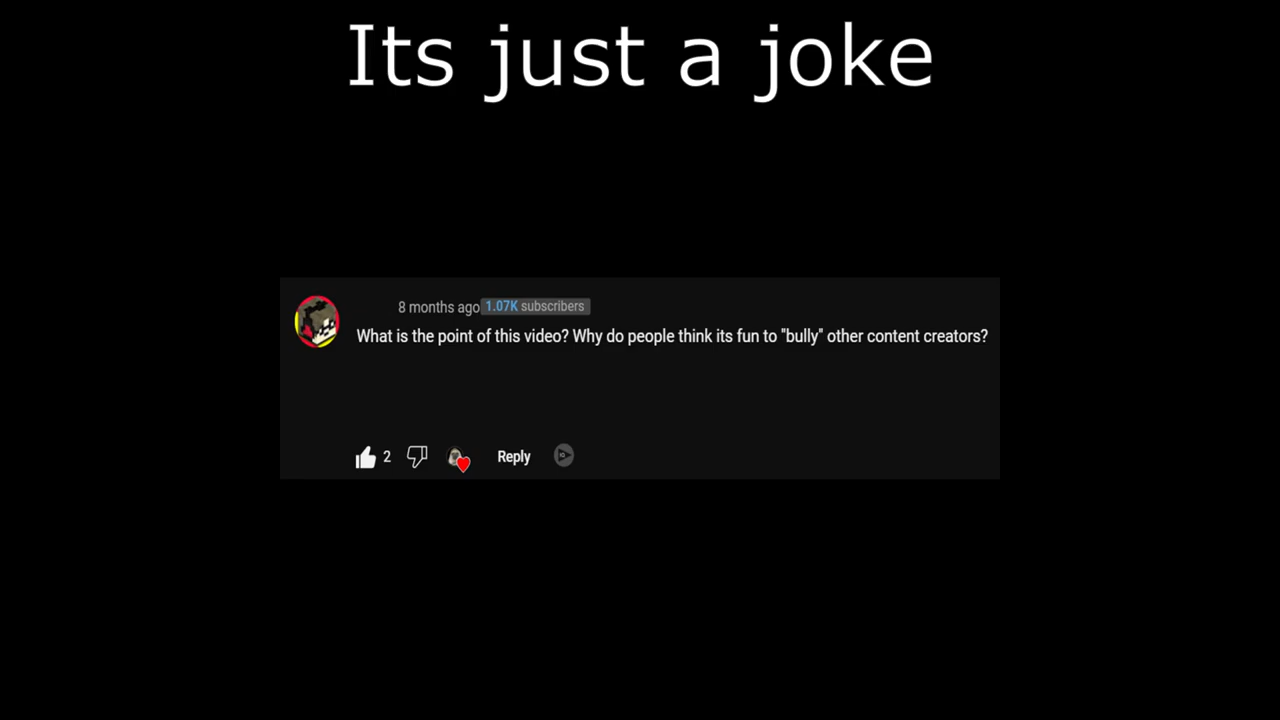 Its just a joke
8 months ago 1.07K subscribers
What is the point of this video? Why do people think its fun to "bully" other content creators?
2 Reply